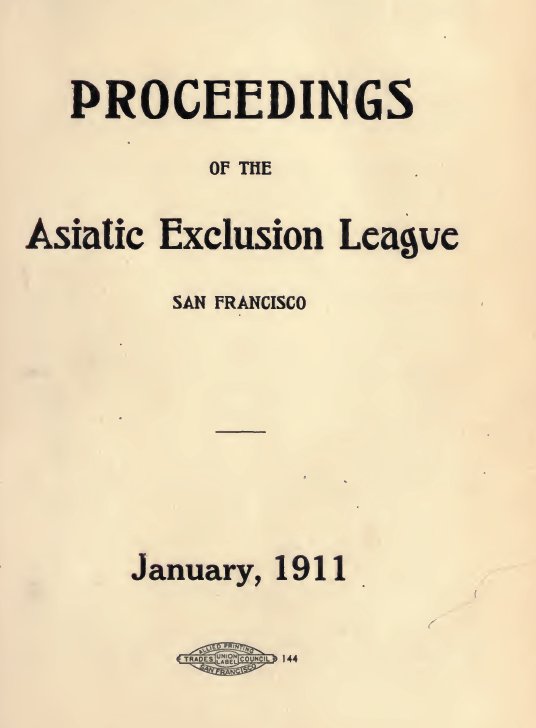 PROCEEDINGS
OF THE
Asiatic Exclusion League
SAN FRANCISCO
January, 1911
ALLIED PRINTING
TRADES UNION LABEL COUNCIL
SAN FRANCISCO
144